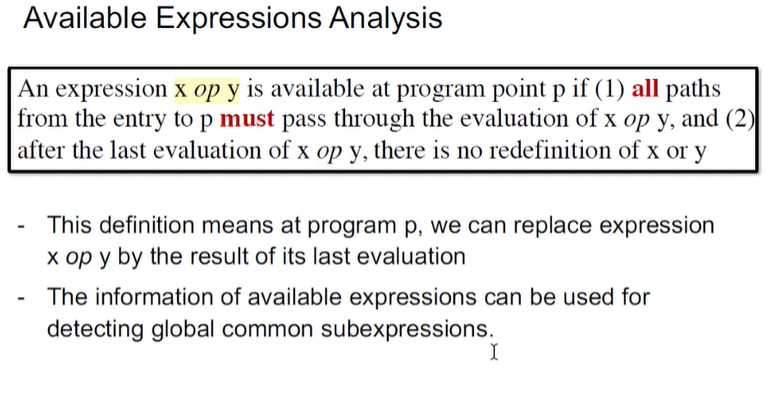 Available Expressions Analysis
An expression x op y is available at program point p if (1) all paths
from the entry to p must pass through the evaluation of x op y, and (2)
after the last evaluation of x op y, there is no redefinition of x or y
- This definition means at program p, we can replace expression
x op y by the result of its last evaluation
- The information of available expressions can be used for
detecting global common subexpressions.